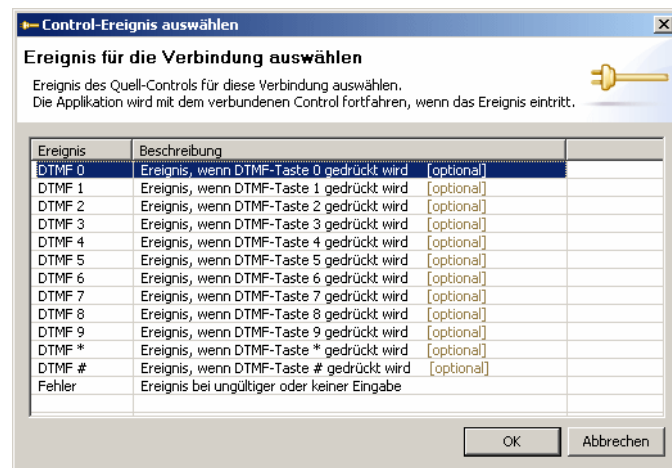 Control-Ereignis auswählen
Ereignis für die Verbindung auswählen
Ereignis des Quell-Controls für diese Verbindung auswählen.
Die Applikation wird mit dem verbundenen Control fortfahren, wenn das Ereignis eintritt.
Ereignis Beschreibung
DTMF 0 Ereignis, wenn DTMF-Taste 0 gedrückt wird [optional]
DTMF 1 Ereignis, wenn DTMF-Taste 1 gedrückt wird [optional]
DTMF 2 Ereignis, wenn DTMF-Taste 2 gedrückt wird [optional]
DTMF 3 Ereignis, wenn DTMF-Taste 3 gedrückt wird [optional]
DTMF 4 Ereignis, wenn DTMF-Taste 4 gedrückt wird [optional]
DTMF 5 Ereignis, wenn DTMF-Taste 5 gedrückt wird [optional]
DTMF 6 Ereignis, wenn DTMF-Taste 6 gedrückt wird [optional]
DTMF 7 Ereignis, wenn DTMF-Taste 7 gedrückt wird [optional]
DTMF 8 Ereignis, wenn DTMF-Taste 8 gedrückt wird [optional]
DTMF 9 Ereignis, wenn DTMF-Taste 9 gedrückt wird [optional]
DTMF * Ereignis, wenn DTMF-Taste * gedrückt wird [optional]
DTMF # Ereignis, wenn DTMF-Taste # gedrückt wird [optional]
Fehler Ereignis bei ungültiger oder keiner Eingabe
OK Abbrechen